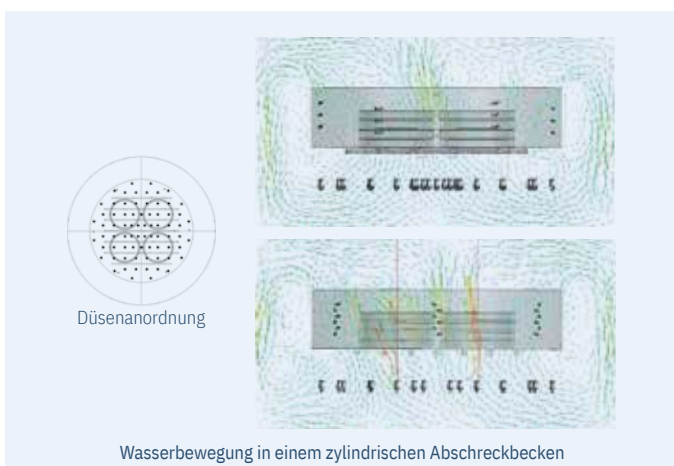 Düsenanordnung
Wasserbewegung in einem zylindrischen Abschreckbecken